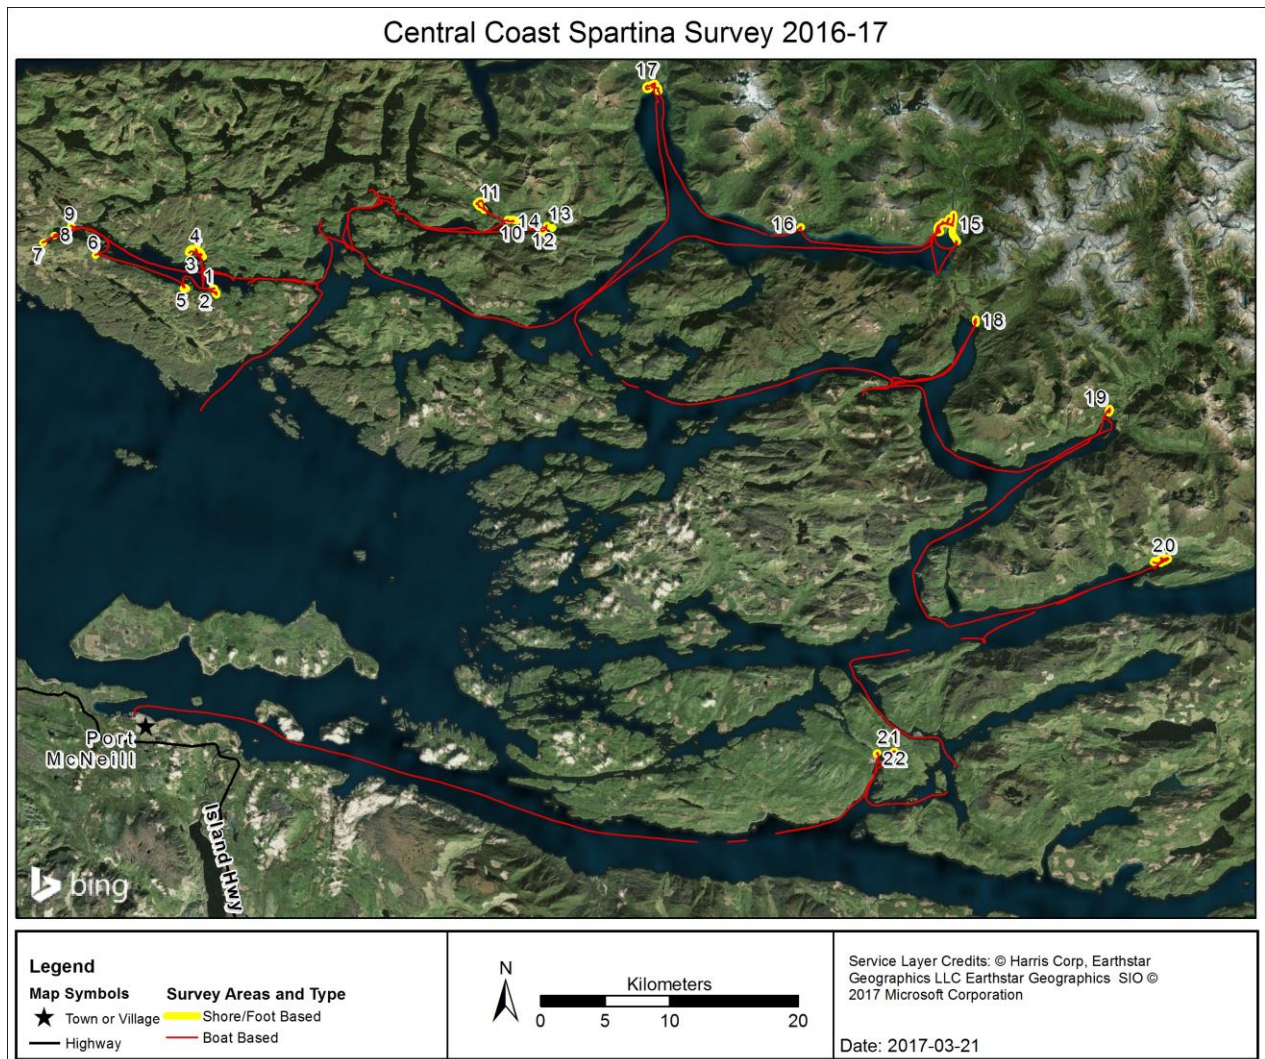 Central Coast Spartina Survey 2016-17
17
11
14
13
10
12
16
15
9
8
7
6
4
3
1
5
2
18
19
20
21
22
Port
McNeill
Island Hwy
bing
Legend
Map Symbols
Town or Village
Highway
Survey Areas and Type
Shore/Foot Based
Boat Based
N
Kilometers
0 5 10 20
Service Layer Credits: © Harris Corp, Earthstar
Geographics LLC Earthstar Geographics SIO ©
2017 Microsoft Corporation
Date: 2017-03-21